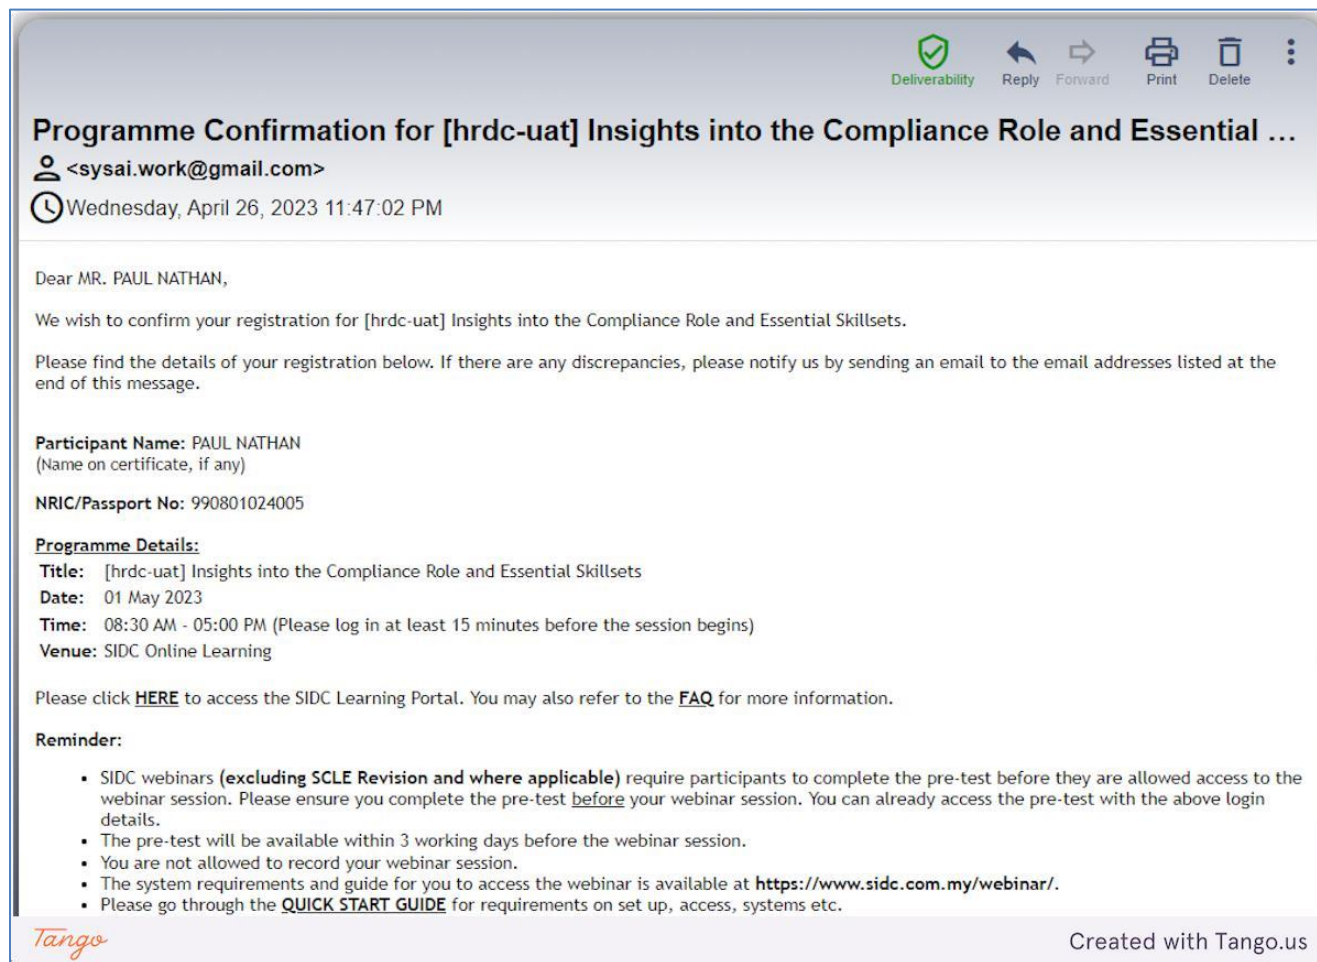 Deliverability Reply Forward Print Delete
Programme Confirmation for [hrdc-uat] Insights into the Compliance Role and Essential ...
<sysai.work@gmail.com>
Wednesday, April 26, 2023 11:47:02 PM
Dear MR. PAUL NATHAN,
We wish to confirm your registration for [hrdc-uat] Insights into the Compliance Role and Essential Skillsets.
Please find the details of your registration below. If there are any discrepancies, please notify us by sending an email to the email addresses listed at the
end of this message.
Participant Name: PAUL NATHAN
(Name on certificate, if any)
NRIC/Passport No: 990801024005
Programme Details:
Title: [hrdc-uat] Insights into the Compliance Role and Essential Skillsets
Date: 01 May 2023
Time: 08:30 AM - 05:00 PM (Please log in at least 15 minutes before the session begins)
Venue: SIDC Online Learning
Please click HERE to access the SIDC Learning Portal. You may also refer to the FAQ for more information.
Reminder:
• SIDC webinars (excluding SCLE Revision and where applicable) require participants to complete the pre-test before they are allowed access to the
webinar session. Please ensure you complete the pre-test before your webinar session. You can already access the pre-test with the above login
details.
• The pre-test will be available within 3 working days before the webinar session.
• You are not allowed to record your webinar session.
• The system requirements and guide for you to access the webinar is available at https://www.sidc.com.my/webinar/.
• Please go through the QUICK START GUIDE for requirements on set up, access, systems etc.
Tango Created with Tango.us